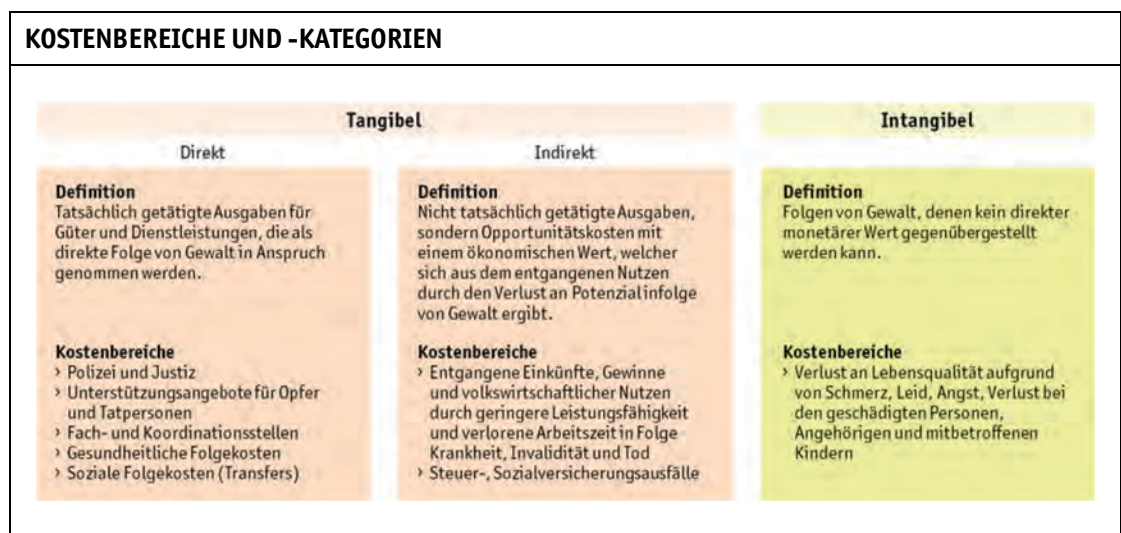 KOSTENBEREICHE UND -KATEGORIEN
Tangibel
Direkt
Definition
Tatsächlich getätigte Ausgaben für
Güter und Dienstleistungen, die als
direkte Folge von Gewalt in Anspruch
genommen werden.
Kostenbereiche
› Polizei und Justiz
› Unterstützungsangebote für Opfer
und Tatpersonen
› Fach- und Koordinationsstellen
› Gesundheitliche Folgekosten
› Soziale Folgekosten (Transfers)
Indirekt
Definition
Nicht tatsächlich getätigte Ausgaben,
sondern Opportunitätskosten mit
einem ökonomischen Wert, welcher
sich aus dem entgangenen Nutzen
durch den Verlust an Potenzial infolge
von Gewalt ergibt.
Kostenbereiche
› Entgangene Einkünfte, Gewinne
und volkswirtschaftlicher Nutzen
durch geringere Leistungsfähigkeit
und verlorene Arbeitszeit in Folge
Krankheit, Invalidität und Tod
› Steuer-, Sozialversicherungsausfälle
Intangibel
Definition
Folgen von Gewalt, denen kein direkter
monetärer Wert gegenübergestellt
werden kann.
Kostenbereiche
› Verlust an Lebensqualität aufgrund
von Schmerz, Leid, Angst, Verlust bei
den geschädigten Personen,
Angehörigen und mitbetroffenen
Kindern